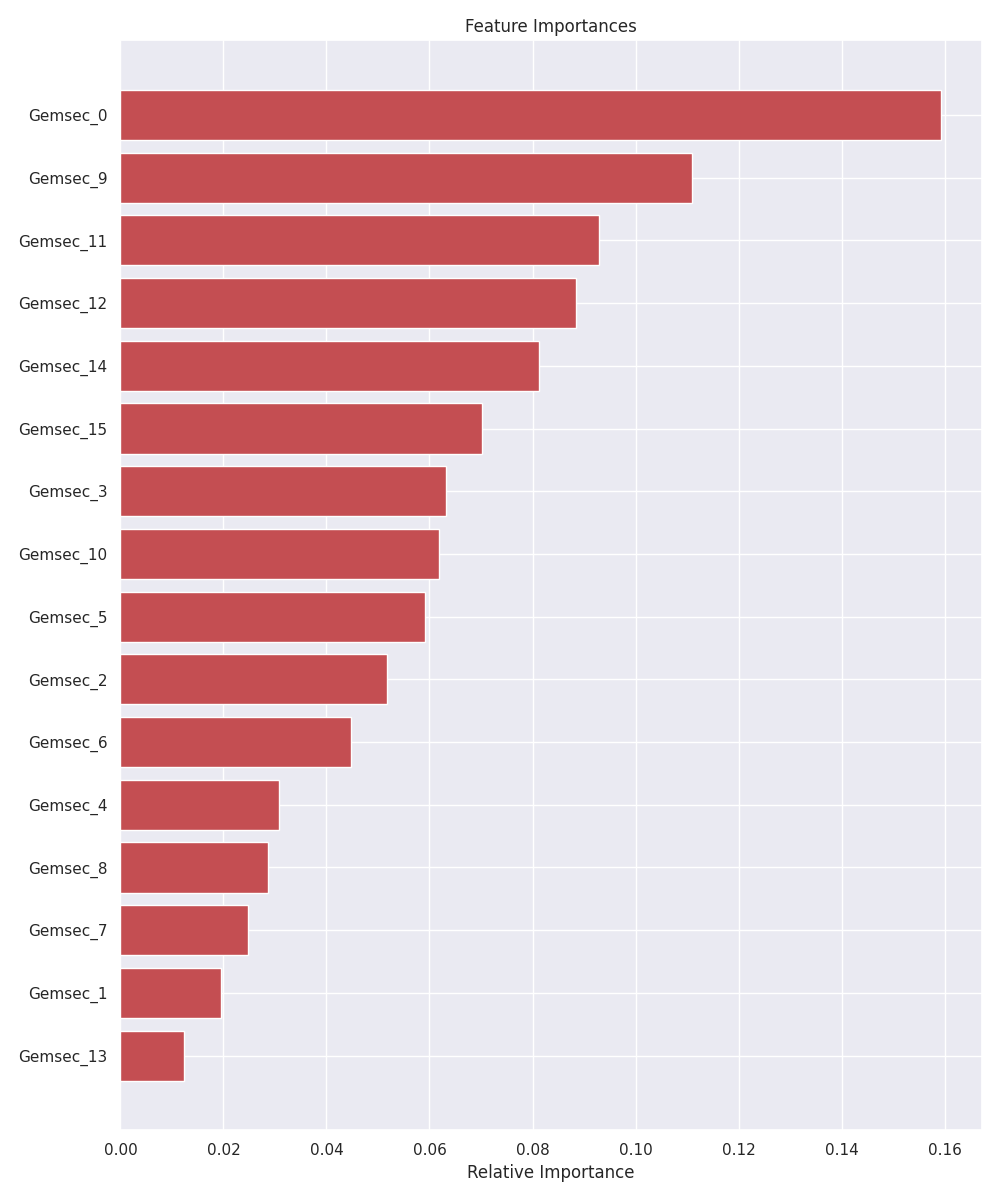 Feature Importances
Gemsec_0
Gemsec_9
Gemsec_11
Gemsec_12
Gemsec_14
Gemsec_15
Gemsec_3
Gemsec_10
Gemsec_5
Gemsec_2
Gemsec_6
Gemsec_4
Gemsec_8
Gemsec_7
Gemsec_1
Gemsec_13
0.00 0.02 0.04 0.06 0.08 0.10 0.12 0.14 0.16
Relative Importance